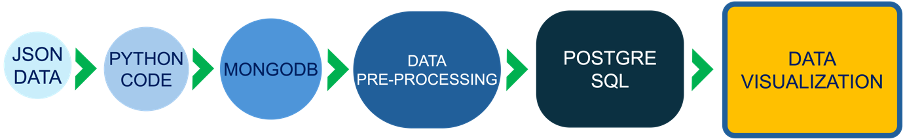 JSON
DATA
PYTHON
CODE
MONGODB
DATA
PRE-PROCESSING
POSTGRE
SQL
DATA
VISUALIZATION